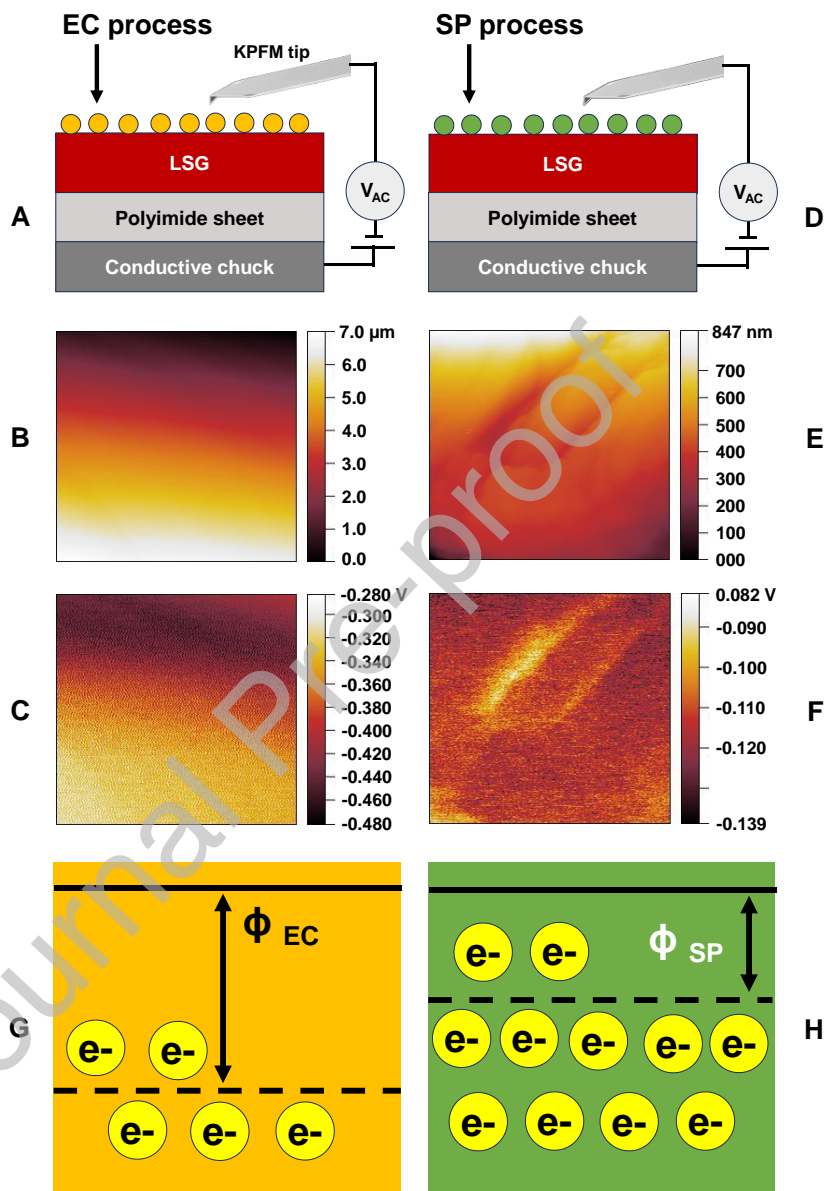 EC process
SP process
KPFM tip
LSG
LSG
V_AC
V_AC
A
Polyimide sheet
Polyimide sheet
D
Conductive chuck
Conductive chuck
B
7.0 µm
6.0
5.0
4.0
3.0
2.0
1.0
0.0
847 nm
700
600
500
400
300
200
100
000
E
C
-0.280 V
-0.300
-0.320
-0.340
-0.360
-0.380
-0.400
-0.420
-0.440
-0.460
-0.480
0.082 V
-0.090
-0.100
-0.110
-0.120
-0.139
F
G
ϕ EC
e-
e-
e-
e-
e-
ϕ SP
e-
e-
e-
e-
e-
e-
e-
e-
e-
e-
e-
H
Journal Pre-proof